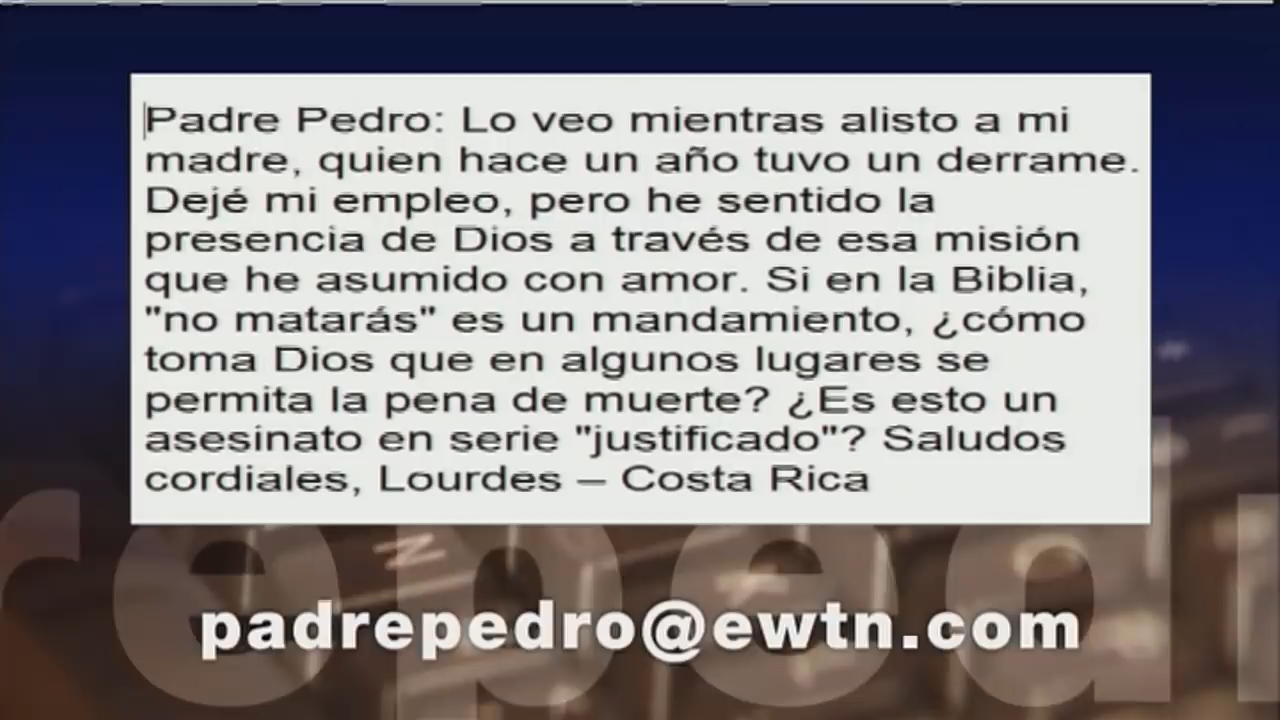 Padre Pedro: Lo veo mientras alisto a mi
madre, quien hace un año tuvo un derrame.
Dejé mi empleo, pero he sentido la
presencia de Dios a través de esa misión
que he asumido con amor. Si en la Biblia,
"no matarás" es un mandamiento, ¿cómo
toma Dios que en algunos lugares se
permita la pena de muerte? ¿Es esto un
asesinato en serie "justificado"? Saludos
cordiales, Lourdes – Costa Rica
padrepedro@ewtn.com